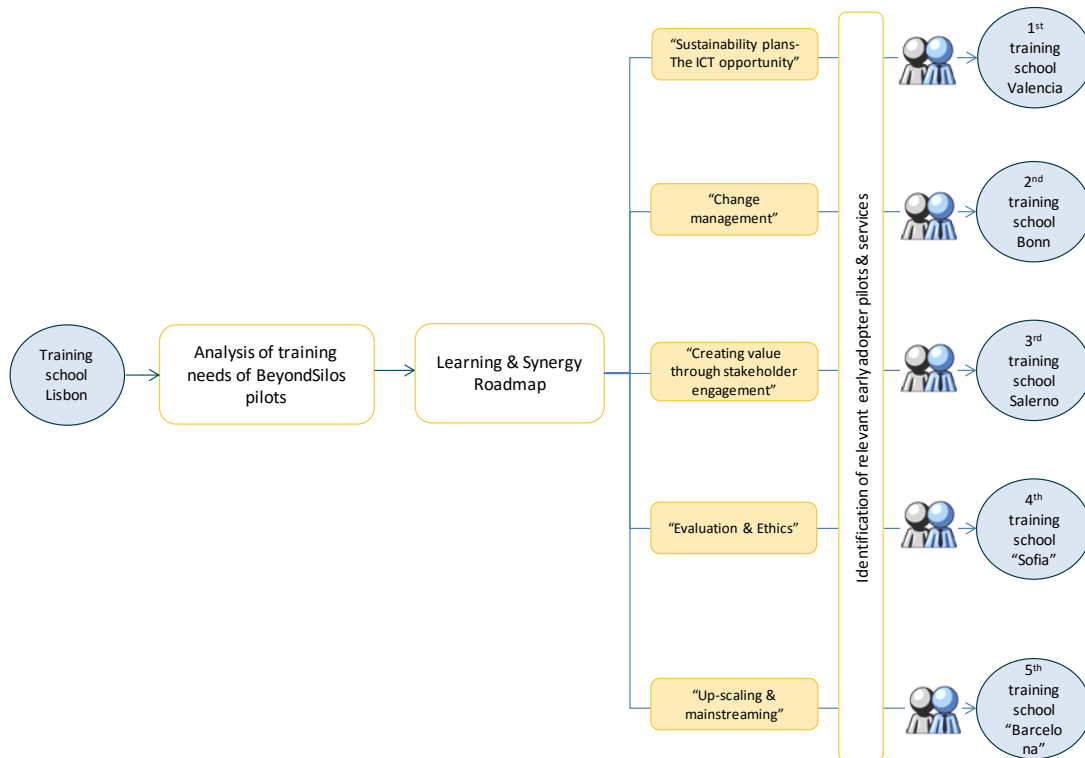 Training
school
Lisbon
Analysis of training
needs of BeyondSilos
pilots
Learning & Synergy
Roadmap
“Sustainability plans-
The ICT opportunity”
“Change
management”
“Creating value
through stakeholder
engagement”
“Evaluation & Ethics”
“Up-scaling &
mainstreaming”
Identification of relevant early adopter pilots & services
1st
training
school
Valencia
2nd
training
school
Bonn
3rd
training
school
Salerno
4th
training
school
“Sofia”
5th
training
school
“Barcelo
na”